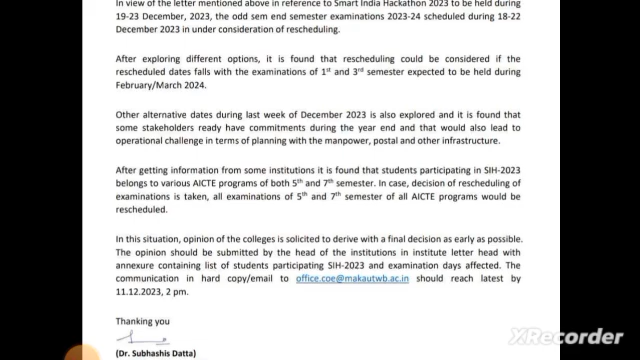 In view of the letter mentioned above in reference to Smart India Hackathon 2023 to be held during
19-23 December, 2023, the odd sem end semester examinations 2023-24 scheduled during 18-22
December 2023 in under consideration of rescheduling.
After exploring different options, it is found that rescheduling could be considered if the
rescheduled dates falls with the examinations of 1st and 3rd semester expected to be held during
February/March 2024.
Other alternative dates during last week of December 2023 is also explored and it is found that
some stakeholders ready have commitments during the year end and that would also lead to
operational challenge in terms of planning with the manpower, postal and other infrastructure.
After getting information from some institutions it is found that students participating in SIH-2023
belongs to various AICTE programs of both 5th and 7th semester. In case, decision of rescheduling of
examinations is taken, all examinations of 5th and 7th semester of all AICTE programs would be
rescheduled.
In this situation, opinion of the colleges is solicited to derive with a final decision as early as possible.
The opinion should be submitted by the head of the institutions in institute letter head with
annexure containing list of students participating SIH-2023 and examination days affected. The
communication in hard copy/email to office.coe@makautwb.ac.in should reach latest by
11.12.2023, 2 pm.
Thanking you
(Dr. Subhashis Datta)
XRecorder